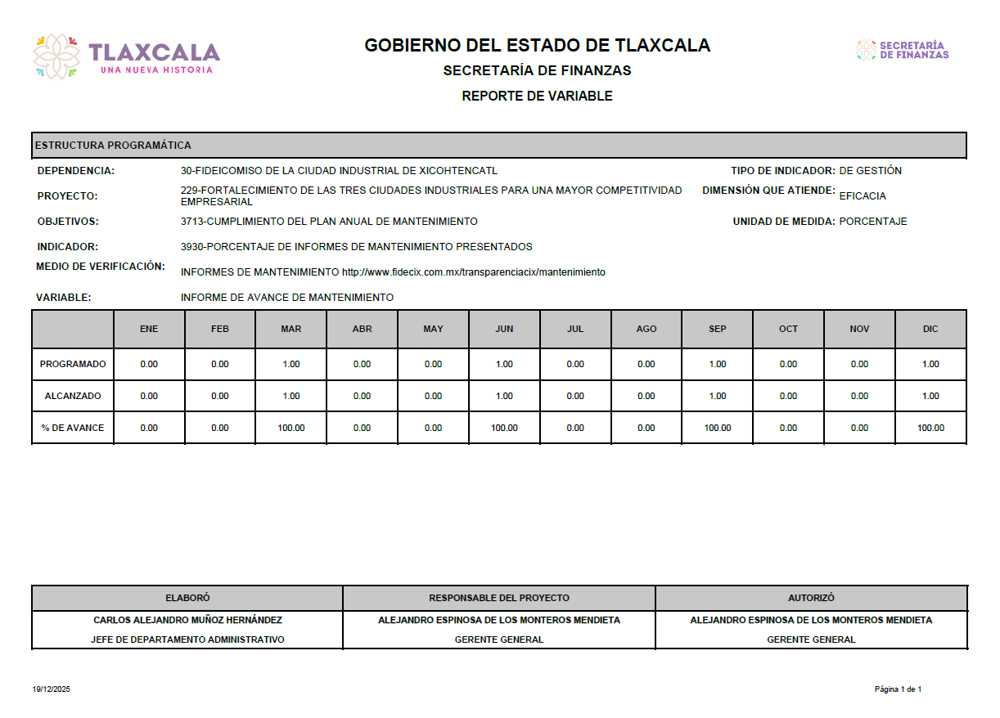 TLAXCALA
UNA NUEVA HISTORIA
GOBIERNO DEL ESTADO DE TLAXCALA
SECRETARÍA DE FINANZAS
REPORTE DE VARIABLE
SECRETARÍA
DE FINANZAS
ESTRUCTURA PROGRAMÁTICA
DEPENDENCIA: 30-FIDEICOMISO DE LA CIUDAD INDUSTRIAL DE XICOHTENCATL TIPO DE INDICADOR: DE GESTIÓN
PROYECTO: 229-FORTALECIMIENTO DE LAS TRES CIUDADES INDUSTRIALES PARA UNA MAYOR COMPETITIVIDAD
EMPRESARIAL
DIMENSIÓN QUE ATIENDE: EFICACIA
OBJETIVOS: 3713-CUMPLIMIENTO DEL PLAN ANUAL DE MANTENIMIENTO UNIDAD DE MEDIDA: PORCENTAJE
INDICADOR: 3930-PORCENTAJE DE INFORMES DE MANTENIMIENTO PRESENTADOS
MEDIO DE VERIFICACIÓN: INFORMES DE MANTENIMIENTO http://www.fidecix.com.mx/transparenciacix/mantenimiento
VARIABLE: INFORME DE AVANCE DE MANTENIMIENTO
ENE FEB MAR ABR MAY JUN JUL AGO SEP OCT NOV DIC
PROGRAMADO 0.00 0.00 1.00 0.00 0.00 1.00 0.00 0.00 1.00 0.00 0.00 1.00
ALCANZADO 0.00 0.00 1.00 0.00 0.00 1.00 0.00 0.00 1.00 0.00 0.00 1.00
% DE AVANCE 0.00 0.00 100.00 0.00 0.00 100.00 0.00 0.00 100.00 0.00 0.00 100.00
ELABORÓ RESPONSABLE DEL PROYECTO AUTORIZÓ
CARLOS ALEJANDRO MUÑOZ HERNÁNDEZ ALEJANDRO ESPINOSA DE LOS MONTEROS MENDIETA ALEJANDRO ESPINOSA DE LOS MONTEROS MENDIETA
JEFE DE DEPARTAMENTO ADMINISTRATIVO GERENTE GENERAL GERENTE GENERAL
19/12/2025 Página 1 de 1